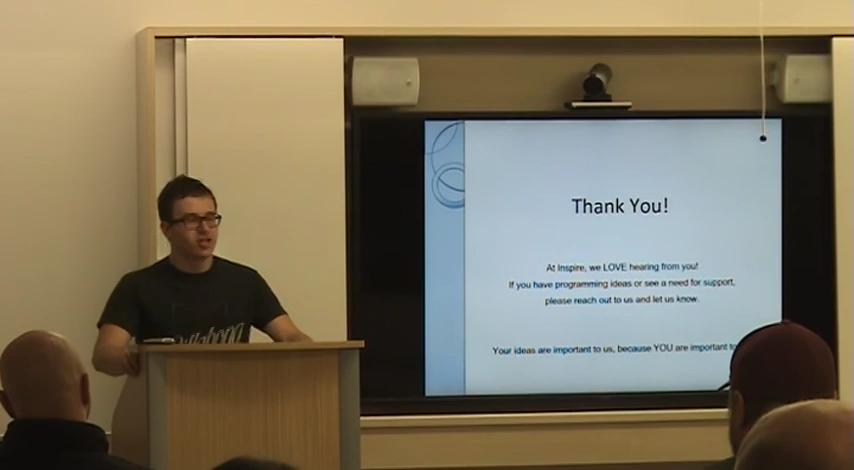 Thank You!
At Inspire, we LOVE hearing from you!
If you have programming ideas or see a need for support,
please reach out to us and let us know.
Your ideas are important to us, because YOU are important to